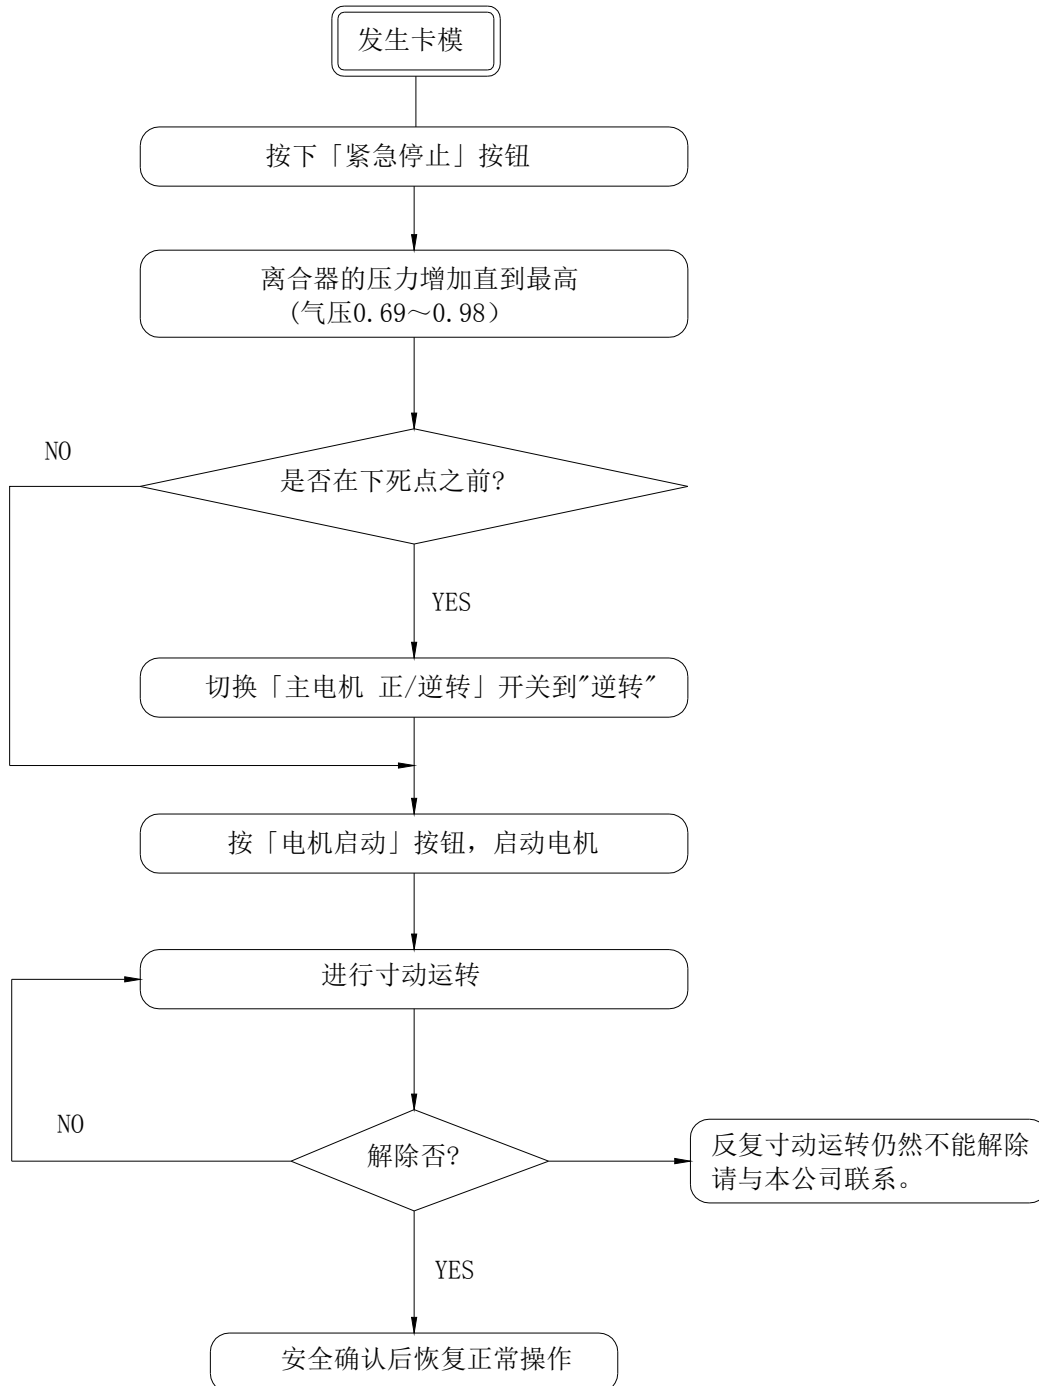 发生卡模
按下「紧急停止」按钮
离合器的压力增加直到最高
(气压0.69～0.98）
NO
是否在下死点之前?
YES
切换「主电机 正/逆转」开关到"逆转"
按「电机启动」按钮，启动电机
进行寸动运转
NO
解除否?
反复寸动运转仍然不能解除
请与本公司联系。
YES
安全确认后恢复正常操作